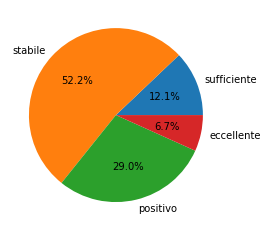 stabile
sufficiente
52.2%
12.1%
6.7%
eccellente
29.0%
positivo